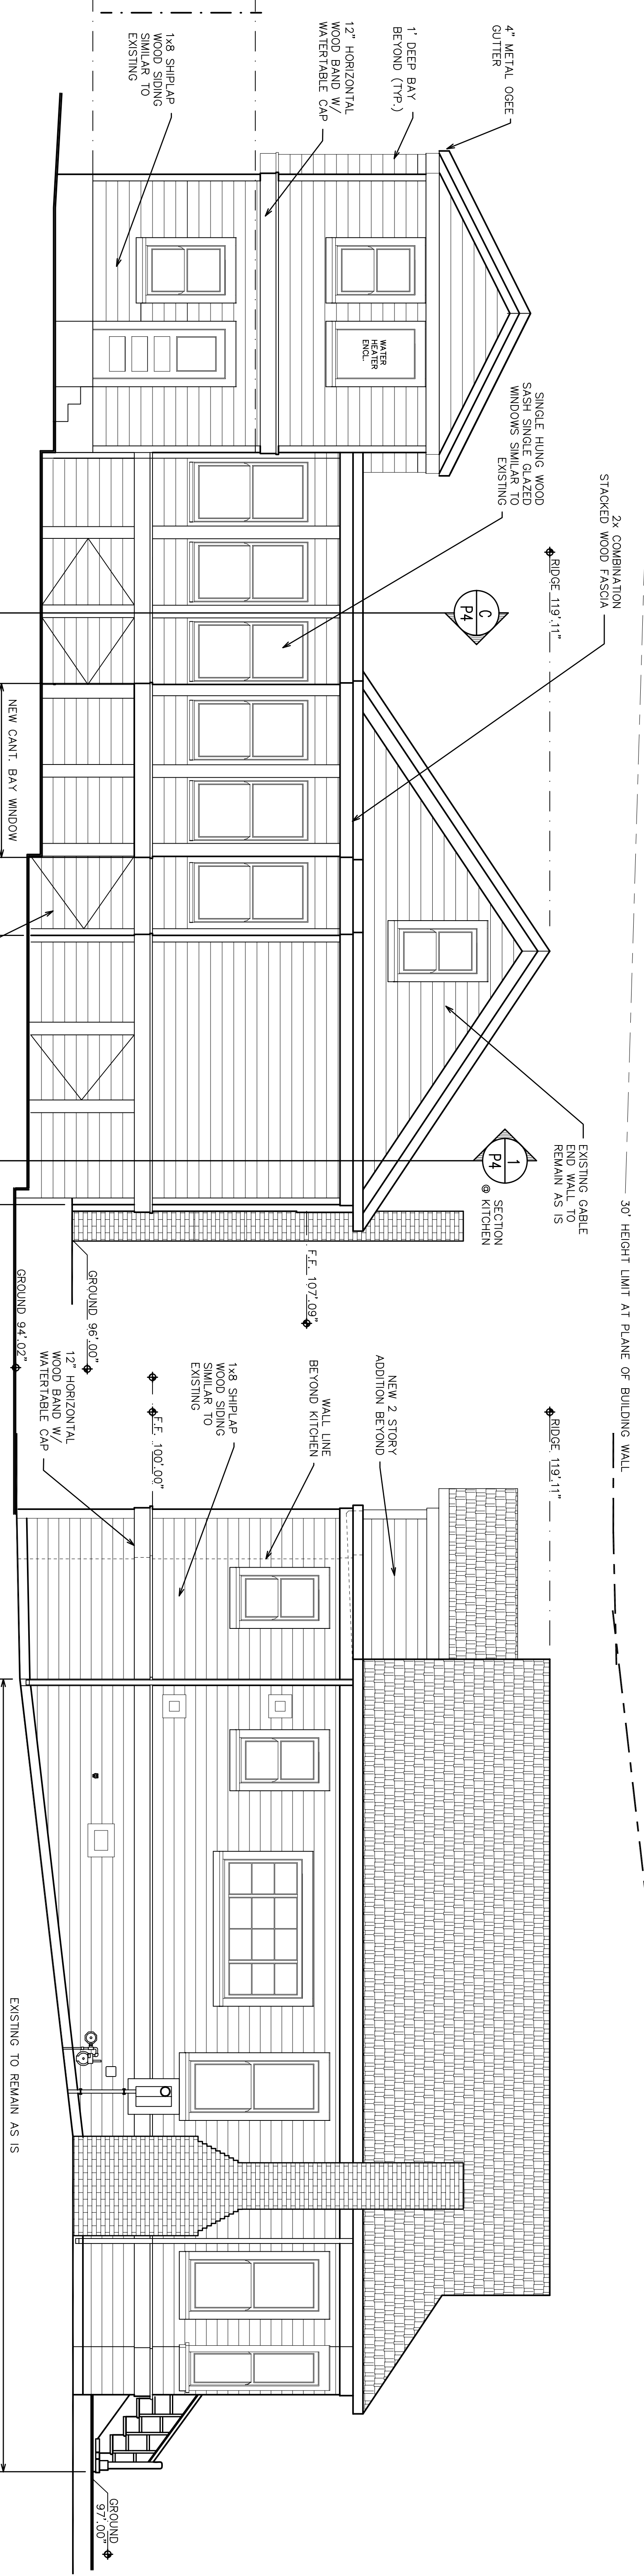 4" METAL OGEE
GUTTER
1' DEEP BAY
BEYOND (TYP.)
12" HORIZONTAL
WOOD BAND W/
WATERTABLE CAP
1x8 SHIPLAP
WOOD SIDING
SIMILAR TO
EXISTING
WATER
HEATER
ENCL.
SINGLE HUNG WOOD
SASH SINGLE GLAZED
WINDOWS SIMILAR TO
EXISTING
2x COMBINATION
STACKED WOOD FASCIA
RIDGE 119'.11"
C
P4
NEW CANT. BAY WINDOW
EXISTING GABLE
END WALL TO
REMAIN AS IS
1
P4
SECTION
@ KITCHEN
30' HEIGHT LIMIT AT PLANE OF BUILDING WALL
F.F. 107'.09"
GROUND 96'.00"
GROUND 94'.02"
RIDGE 119'.11"
NEW 2 STORY
ADDITION BEYOND
WALL LINE
BEYOND KITCHEN
1x8 SHIPLAP
WOOD SIDING
SIMILAR TO
EXISTING
F.F. 100'.00"
12" HORIZONTAL
WOOD BAND W/
WATERTABLE CAP
EXISTING TO REMAIN AS IS
GROUND
97'.00"